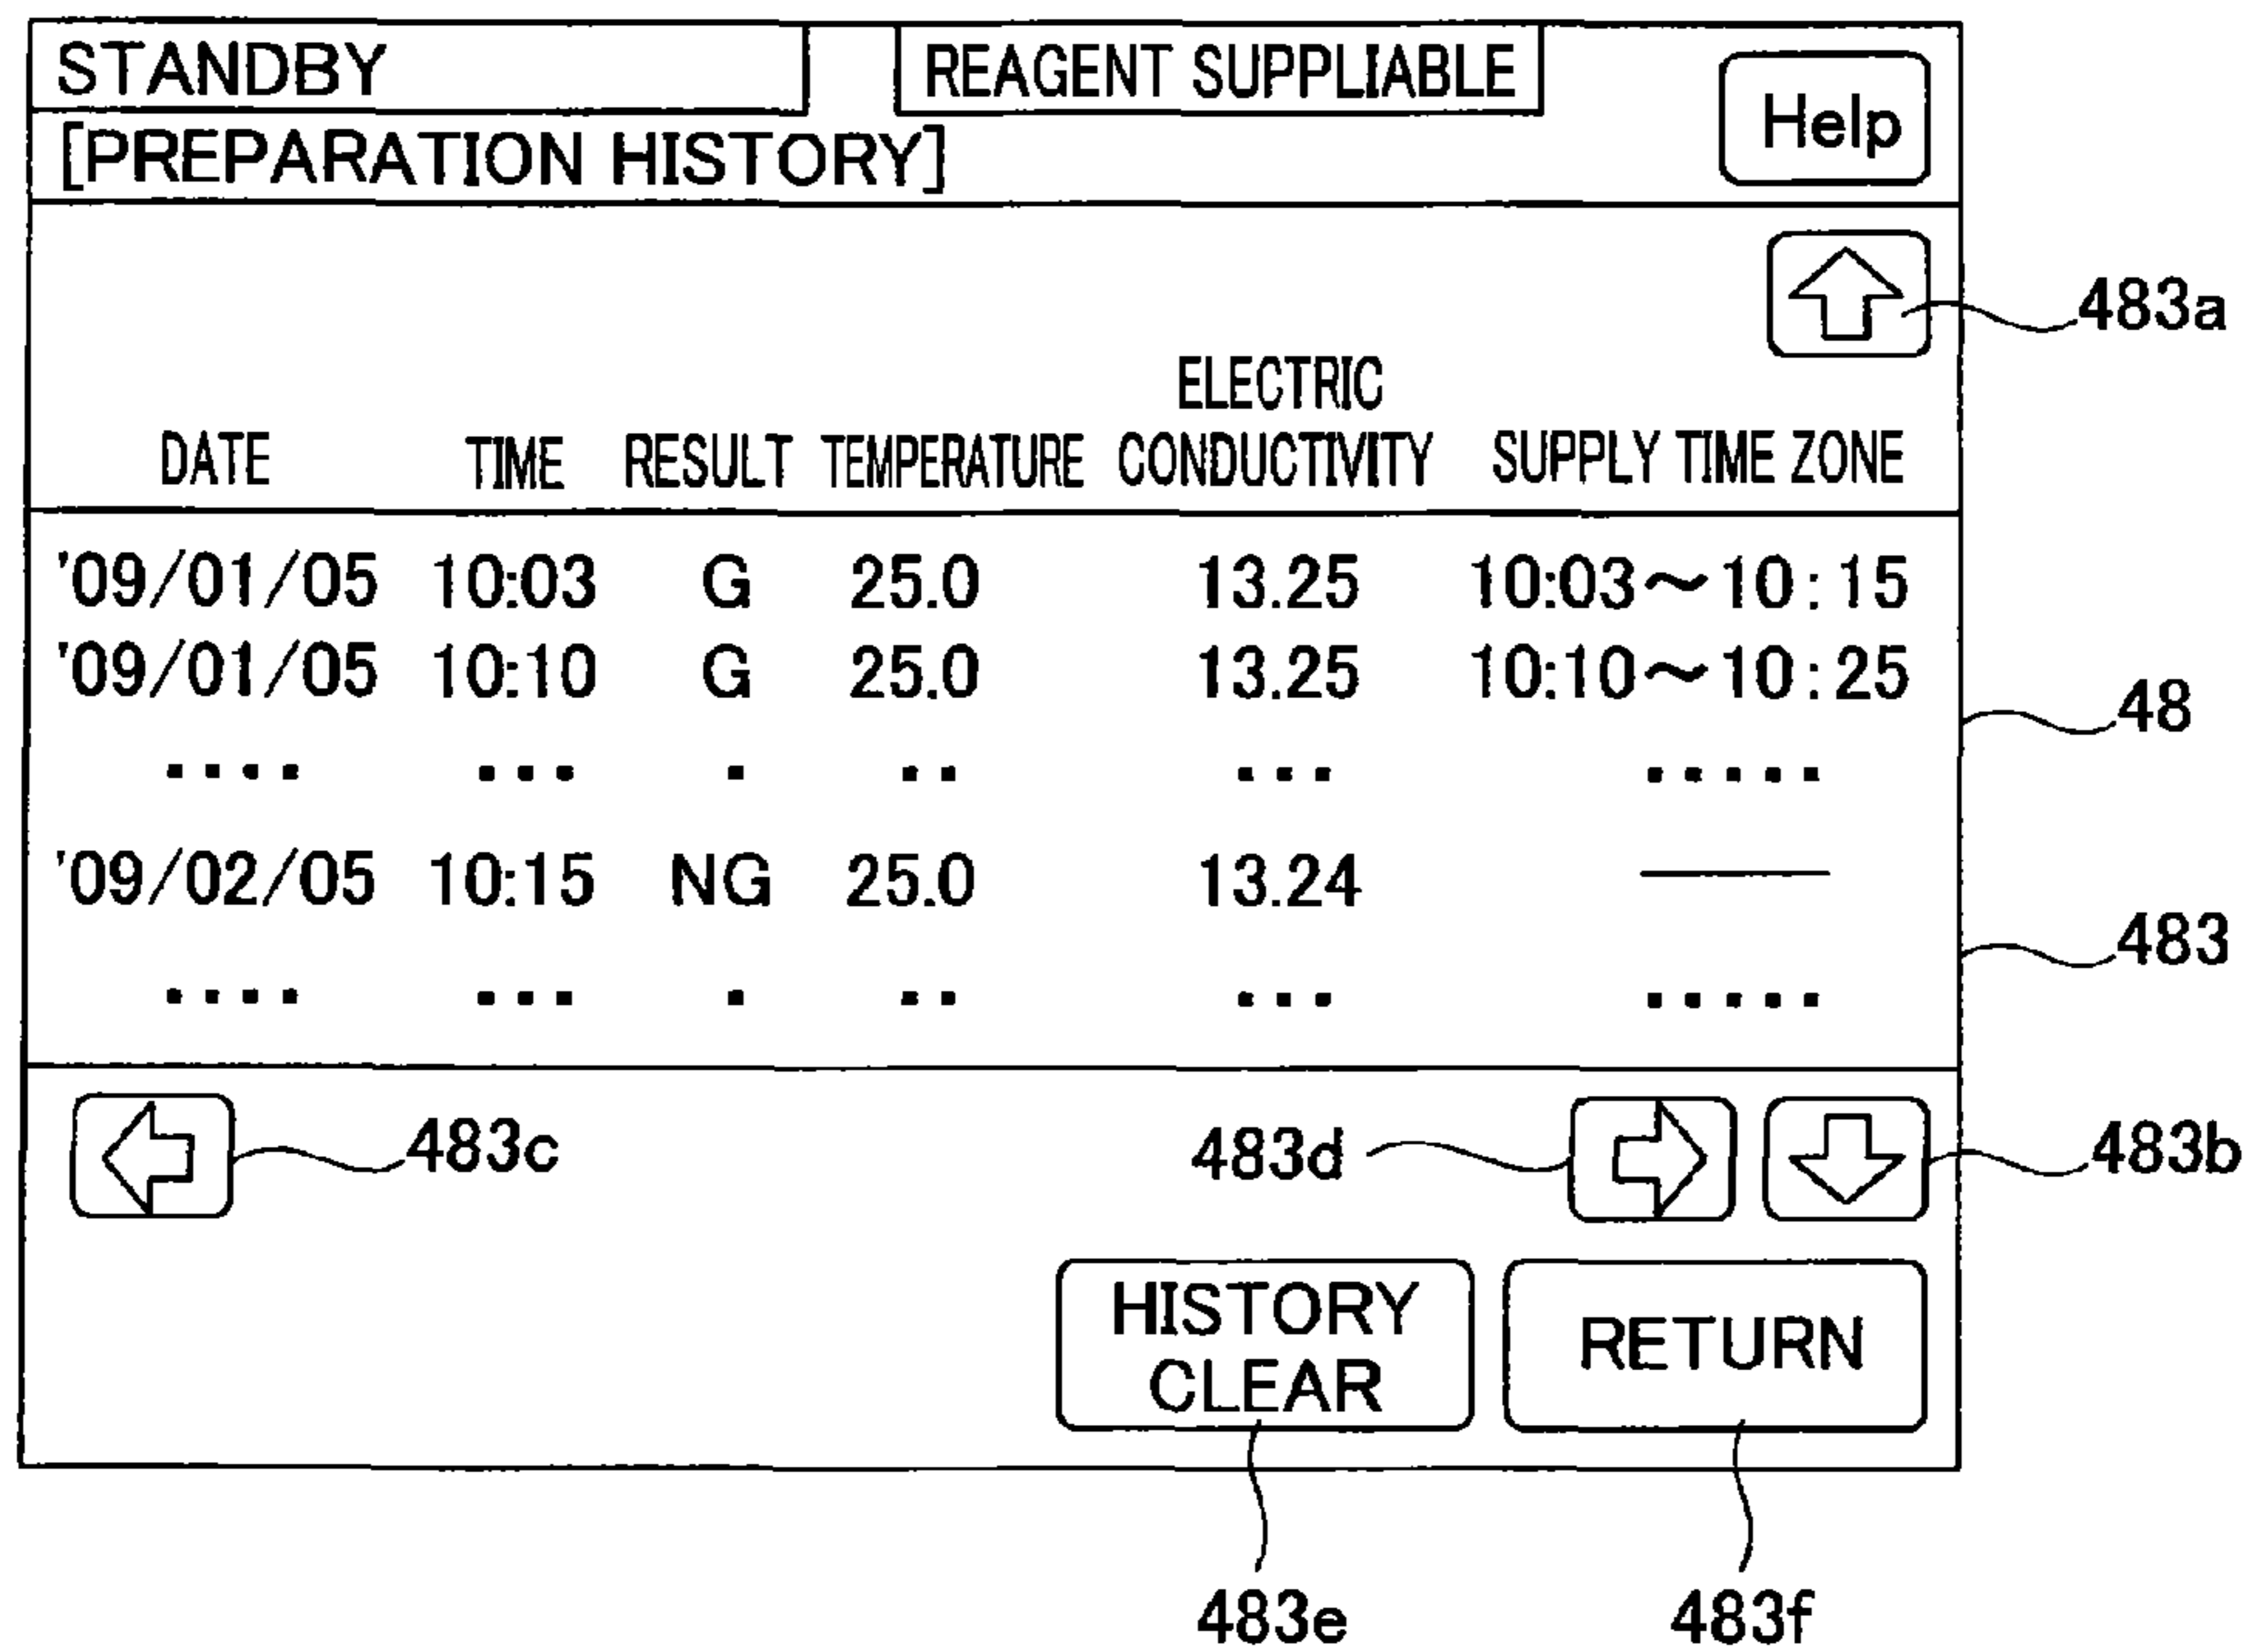 STANDBY REAGENT SUPPLIABLE
Help
[PREPARATION HISTORY]
483a
ELECTRIC
DATE TIME RESULT TEMPERATURE CONDUCTIVITY SUPPLY TIME ZONE
'09/01/05 10:03 G 25.0 13.25 10:03～10:15
'09/01/05 10:10 G 25.0 13.25 10:10～10:25
48
.... ... . .. ... .....
'09/02/05 10:15 NG 25.0 13.24 ―
483
.... ... . .. ... .....
483c 483d 483b
HISTORY
CLEAR
RETURN
483e 483f